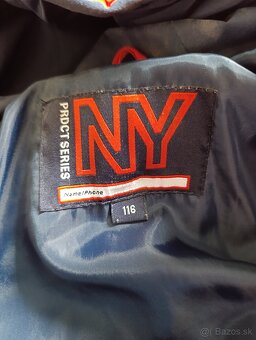 PRDCT SERIES
NY
Name/Phone
116
© bazos.sk